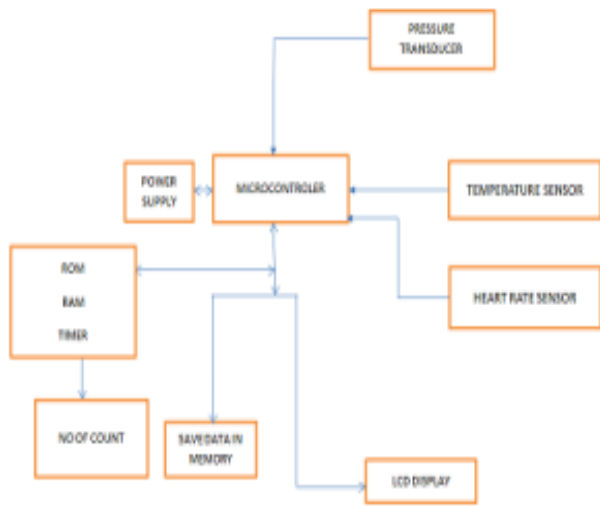 PRESSURE
TRANSDUCER
POWER
SUPPLY
MICROCONTROLER
TEMPERATURE SENSOR
ROM
RAM
TIMER
HEART RATE SENSOR
NO OF COUNT
SAVE DATA IN
MEMORY
LCD DISPLAY